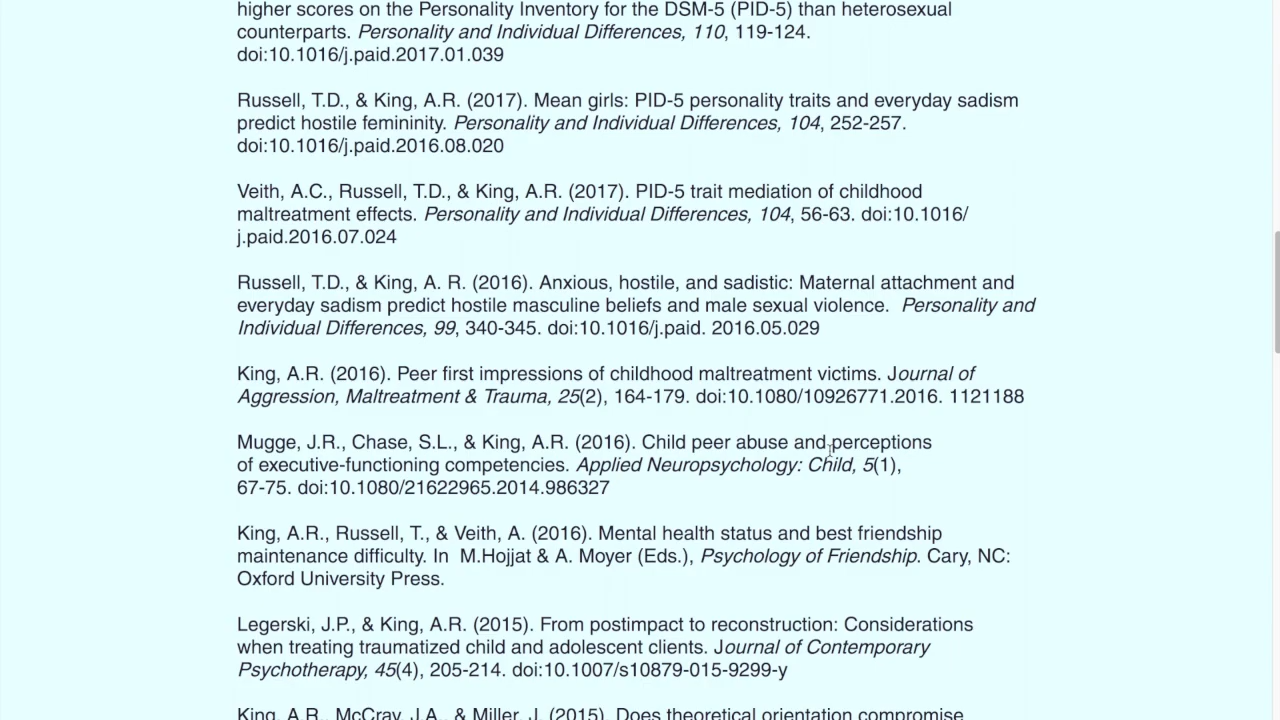 higher scores on the Personality Inventory for the DSM-5 (PID-5) than heterosexual
counterparts. Personality and Individual Differences, 110, 119-124.
doi:10.1016/j.paid.2017.01.039
Russell, T.D., & King, A.R. (2017). Mean girls: PID-5 personality traits and everyday sadism
predict hostile femininity. Personality and Individual Differences, 104, 252-257.
doi:10.1016/j.paid.2016.08.020
Veith, A.C., Russell, T.D., & King, A.R. (2017). PID-5 trait mediation of childhood
maltreatment effects. Personality and Individual Differences, 104, 56-63. doi:10.1016/
j.paid.2016.07.024
Russell, T.D., & King, A. R. (2016). Anxious, hostile, and sadistic: Maternal attachment and
everyday sadism predict hostile masculine beliefs and male sexual violence.  Personality and
Individual Differences, 99, 340-345. doi:10.1016/j.paid. 2016.05.029
King, A.R. (2016). Peer first impressions of childhood maltreatment victims. Journal of
Aggression, Maltreatment & Trauma, 25(2), 164-179. doi:10.1080/10926771.2016. 1121188
Mugge, J.R., Chase, S.L., & King, A.R. (2016). Child peer abuse and perceptions
of executive-functioning competencies. Applied Neuropsychology: Child, 5(1),
67-75. doi:10.1080/21622965.2014.986327
King, A.R., Russell, T., & Veith, A. (2016). Mental health status and best friendship
maintenance difficulty. In  M.Hojjat & A. Moyer (Eds.), Psychology of Friendship. Cary, NC:
Oxford University Press.
Legerski, J.P., & King, A.R. (2015). From postimpact to reconstruction: Considerations
when treating traumatized child and adolescent clients. Journal of Contemporary
Psychotherapy, 45(4), 205-214. doi:10.1007/s10879-015-9299-y
King, A.R., McCray, J.A., & Miller, J. (2015). Does theoretical orientation compromise